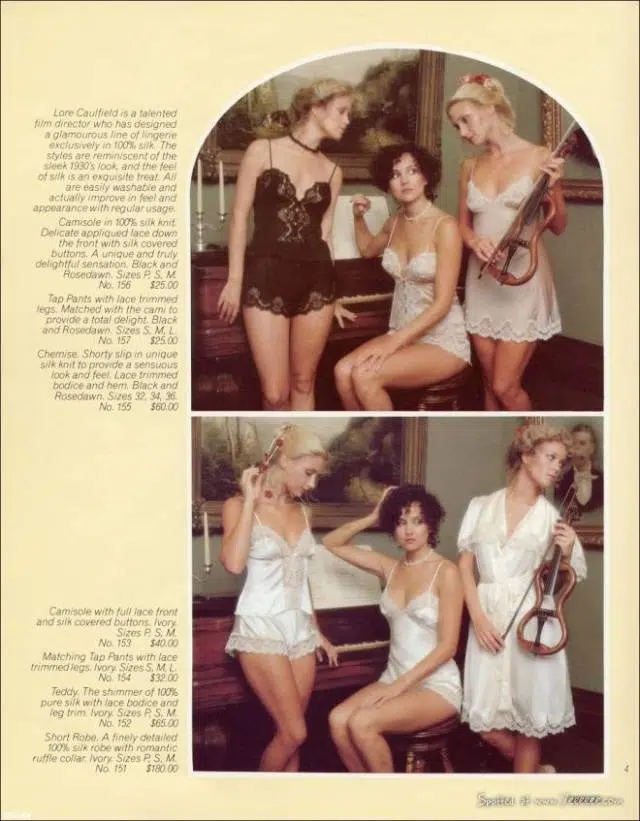 Lore Caulfield is a talented
film director who has designed
a glamourous line of lingerie
exclusively in 100% silk. The
styles are reminiscent of the
sleek 1930's look, and the feel
of silk is an exquisite treat. All
are easily washable and
actually improve in feel and
appearance with regular usage.
Camisole in 100% silk knit.
Delicate appliqued lace down
the front with silk covered
buttons. A unique and truly
delightful sensation. Black and
Rosedawn. Sizes P, S, M.
No. 156 $25.00
Tap Pants with lace trimmed
legs. Matched with the cami to
provide a total delight. Black
and Rosedawn. Sizes S, M, L.
No. 157 $25.00
Chemise. Shorty slip in unique
silk knit to provide a sensuous
look and feel. Lace trimmed
bodice and hem. Black and
Rosedawn. Sizes 32, 34, 36.
No. 155 $60.00
Camisole with full lace front
and silk covered buttons. Ivory.
Sizes P, S, M.
No. 153 $40.00
Matching Tap Pants with lace
trimmed legs. Ivory. Sizes S, M, L.
No. 154 $32.00
Teddy. The shimmer of 100%
pure silk with lace bodice and
leg trim. Ivory. Sizes P, S, M.
No. 152 $65.00
Short Robe. A finely detailed
100% silk robe with romantic
ruffle collar. Ivory. Sizes P, S, M.
No. 151 $180.00
4